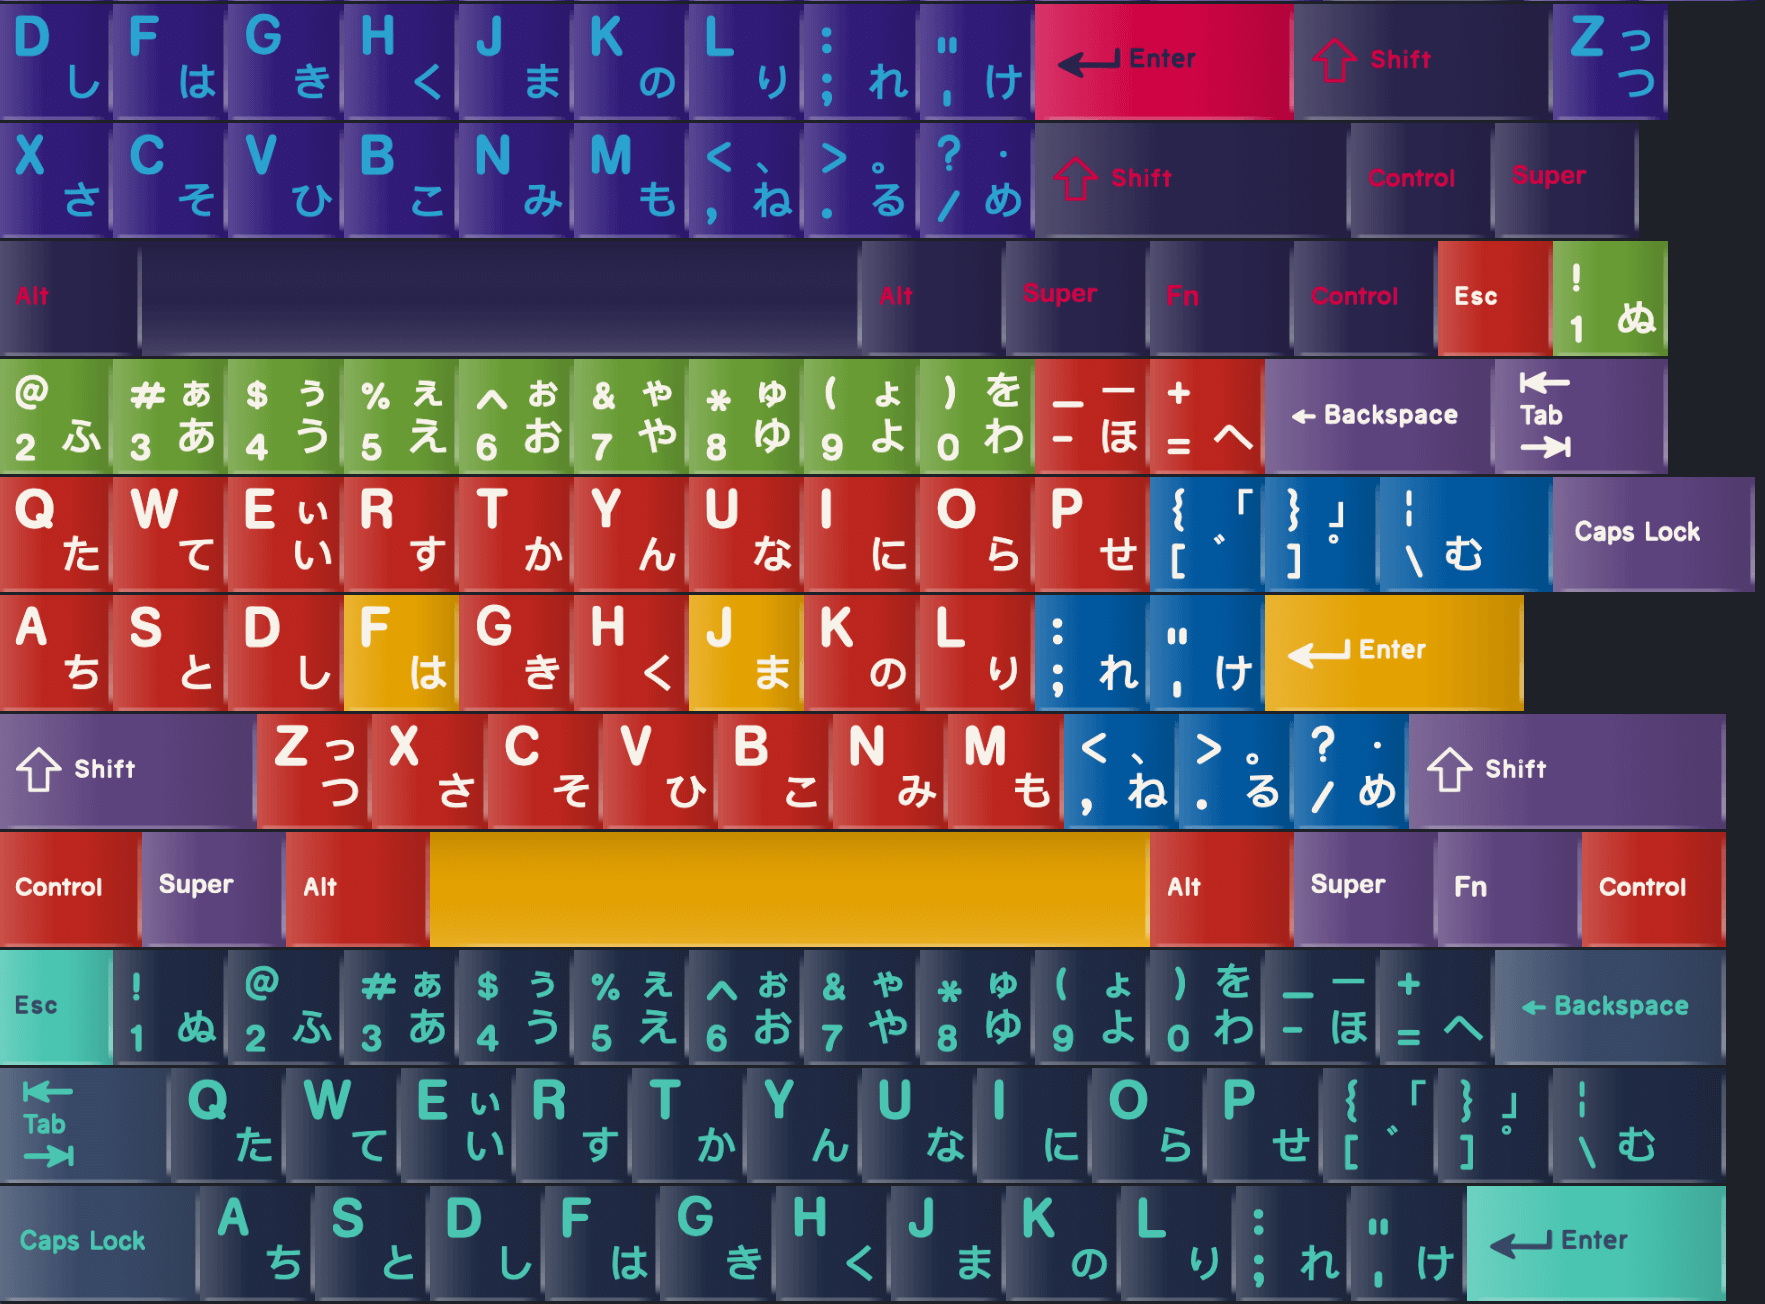 D し F は G き H く J ま K の L り : ; れ " ' け Enter Shift Z っ つ
X さ C そ V ひ B こ N み M も < 、 , ね > 。 . る ? ・ / め Shift Control Super
Alt Alt Super Fn Control Esc ! 1 ぬ
@ 2 ふ # ぁ 3 あ $ ぅ 4 う % ぇ 5 え ^ ぉ 6 お & ゃ 7 や * ゅ 8 ゆ ( ょ 9 よ ) を 0 わ _ ー - ほ + = へ ← Backspace Tab
Q た W て E ぃ い R す T か Y ん U な I に O ら P せ { 「 [ ゛ } 」 ] ゜ ¦ \ む Caps Lock
A ち S と D し F は G き H く J ま K の L り : ; れ " ' け Enter
Shift Z っ つ X さ C そ V ひ B こ N み M も < 、 , ね > 。 . る ? ・ / め Shift
Control Super Alt Alt Super Fn Control
Esc ! 1 ぬ @ 2 ふ # ぁ 3 あ $ ぅ 4 う % ぇ 5 え ^ ぉ 6 お & ゃ 7 や * ゅ 8 ゆ ( ょ 9 よ ) を 0 わ _ ー - ほ + = へ ← Backspace
Tab Q た W て E ぃ い R す T か Y ん U な I に O ら P せ { 「 [ ゛ } 」 ] ゜ ¦ \ む
Caps Lock A ち S と D し F は G き H く J ま K の L り : ; れ " ' け Enter